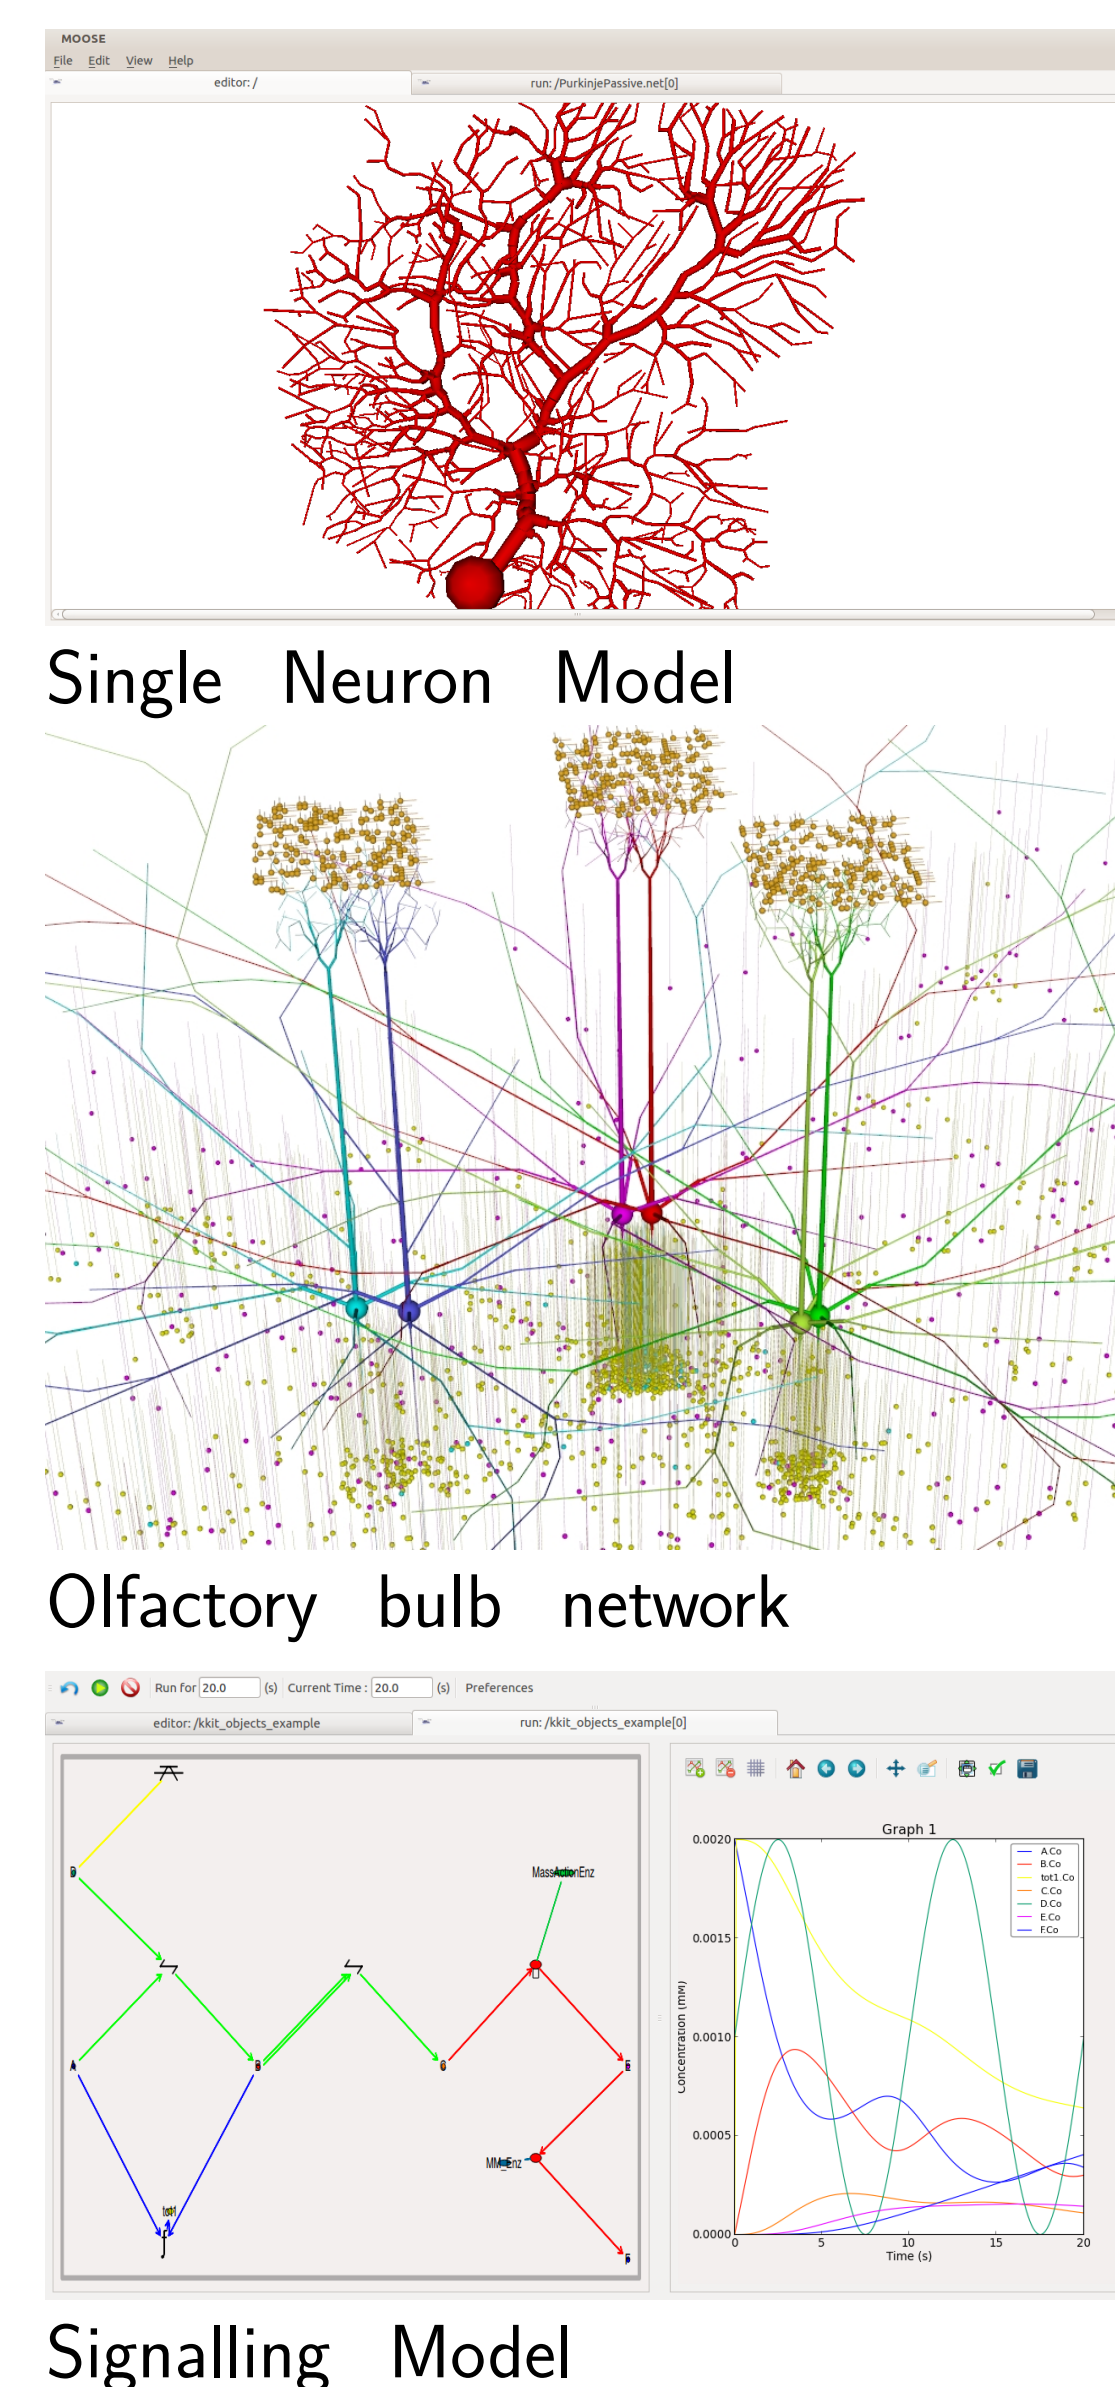 MOOSE
File Edit View Help
editor: /
run: /PurkinjePassive.net[0]
Single Neuron Model
Olfactory bulb network
Run for 20.0 (s) Current Time : 20.0 (s) Preferences
editor: /kkit_objects_example
run: /kkit_objects_example[0]
D
MassActionEnz
A
B
C
E
MM_Enz
tot1
F
Graph 1
0.0020
0.0015
0.0010
0.0005
0.0000
Concentration (mM)
A.Co
B.Co
tot1.Co
C.Co
D.Co
E.Co
F.Co
0 5 10 15 20
Time (s)
Signalling Model